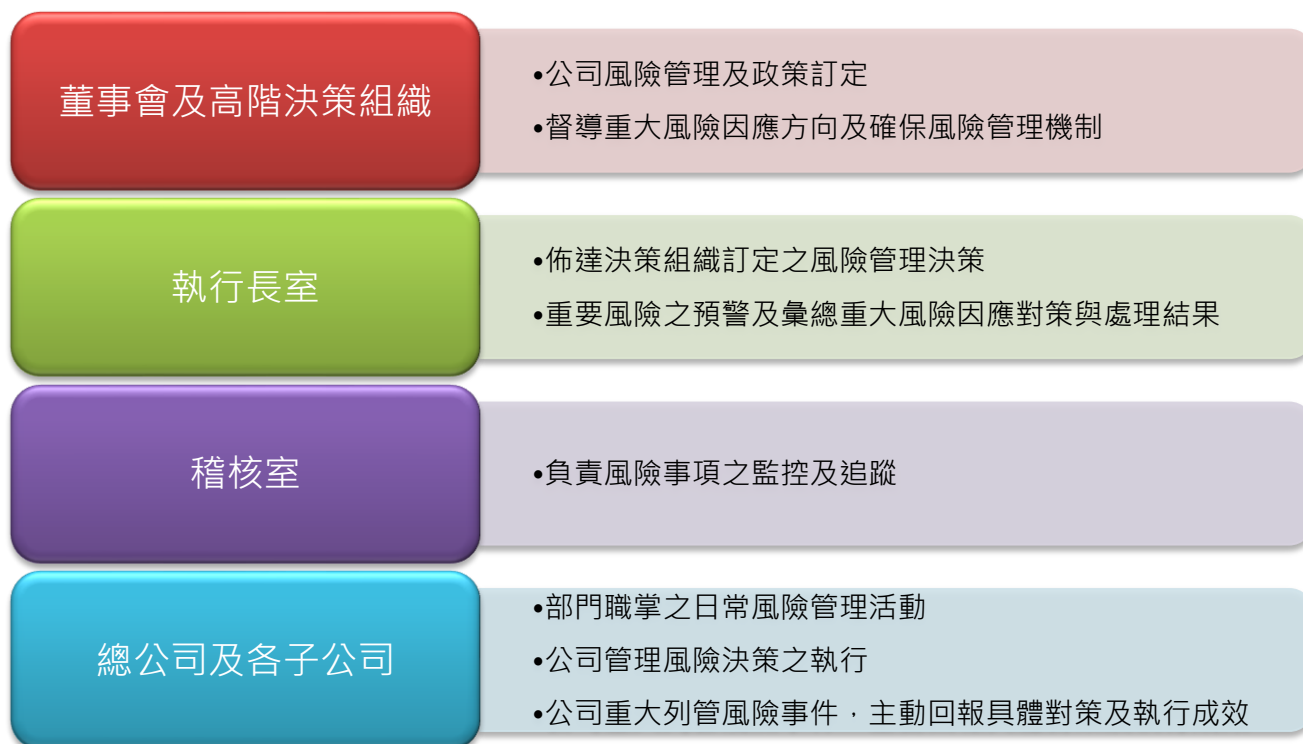 董事會及高階決策組織
•公司風險管理及政策訂定
•督導重大風險因應方向及確保風險管理機制
執行長室
•佈達決策組織訂定之風險管理決策
•重要風險之預警及彙總重大風險因應對策與處理結果
稽核室
•負責風險事項之監控及追蹤
總公司及各子公司
•部門職掌之日常風險管理活動
•公司管理風險決策之執行
•公司重大列管風險事件，主動回報具體對策及執行成效